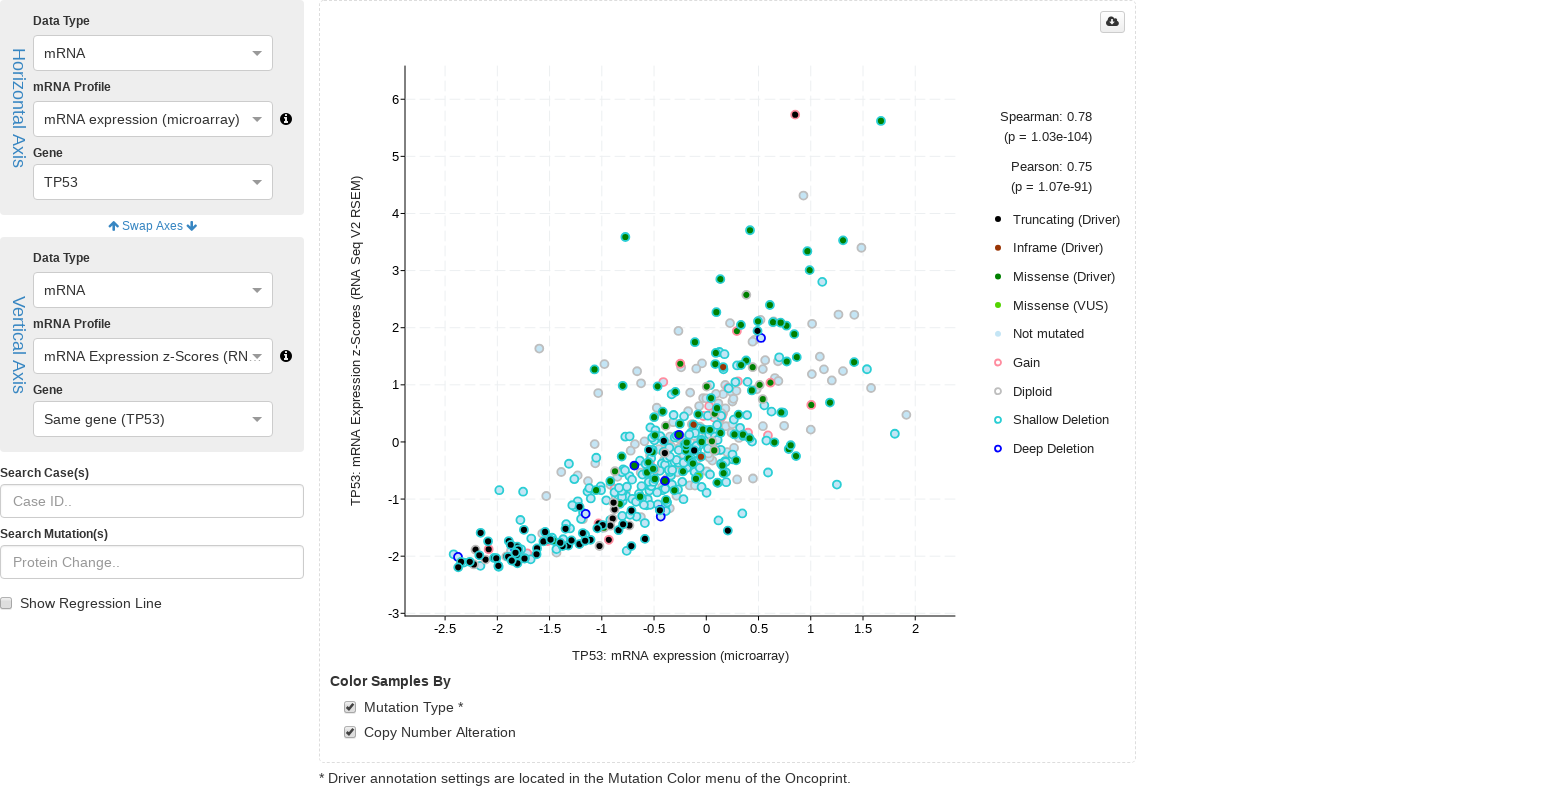 Horizontal Axis
Data Type
mRNA
mRNA Profile
mRNA expression (microarray)
Gene
TP53
Swap Axes
Vertical Axis
Data Type
mRNA
mRNA Profile
mRNA Expression z-Scores (RN…
Gene
Same gene (TP53)
Search Case(s)
Case ID..
Search Mutation(s)
Protein Change..
Show Regression Line
TP53: mRNA Expression z-Scores (RNA Seq V2 RSEM)
6
5
4
3
2
1
0
-1
-2
-3
-2.5 -2 -1.5 -1 -0.5 0 0.5 1 1.5 2
TP53: mRNA expression (microarray)
Spearman: 0.78
(p = 1.03e-104)
Pearson: 0.75
(p = 1.07e-91)
Truncating (Driver)
Inframe (Driver)
Missense (Driver)
Missense (VUS)
Not mutated
Gain
Diploid
Shallow Deletion
Deep Deletion
Color Samples By
Mutation Type *
Copy Number Alteration
* Driver annotation settings are located in the Mutation Color menu of the Oncoprint.